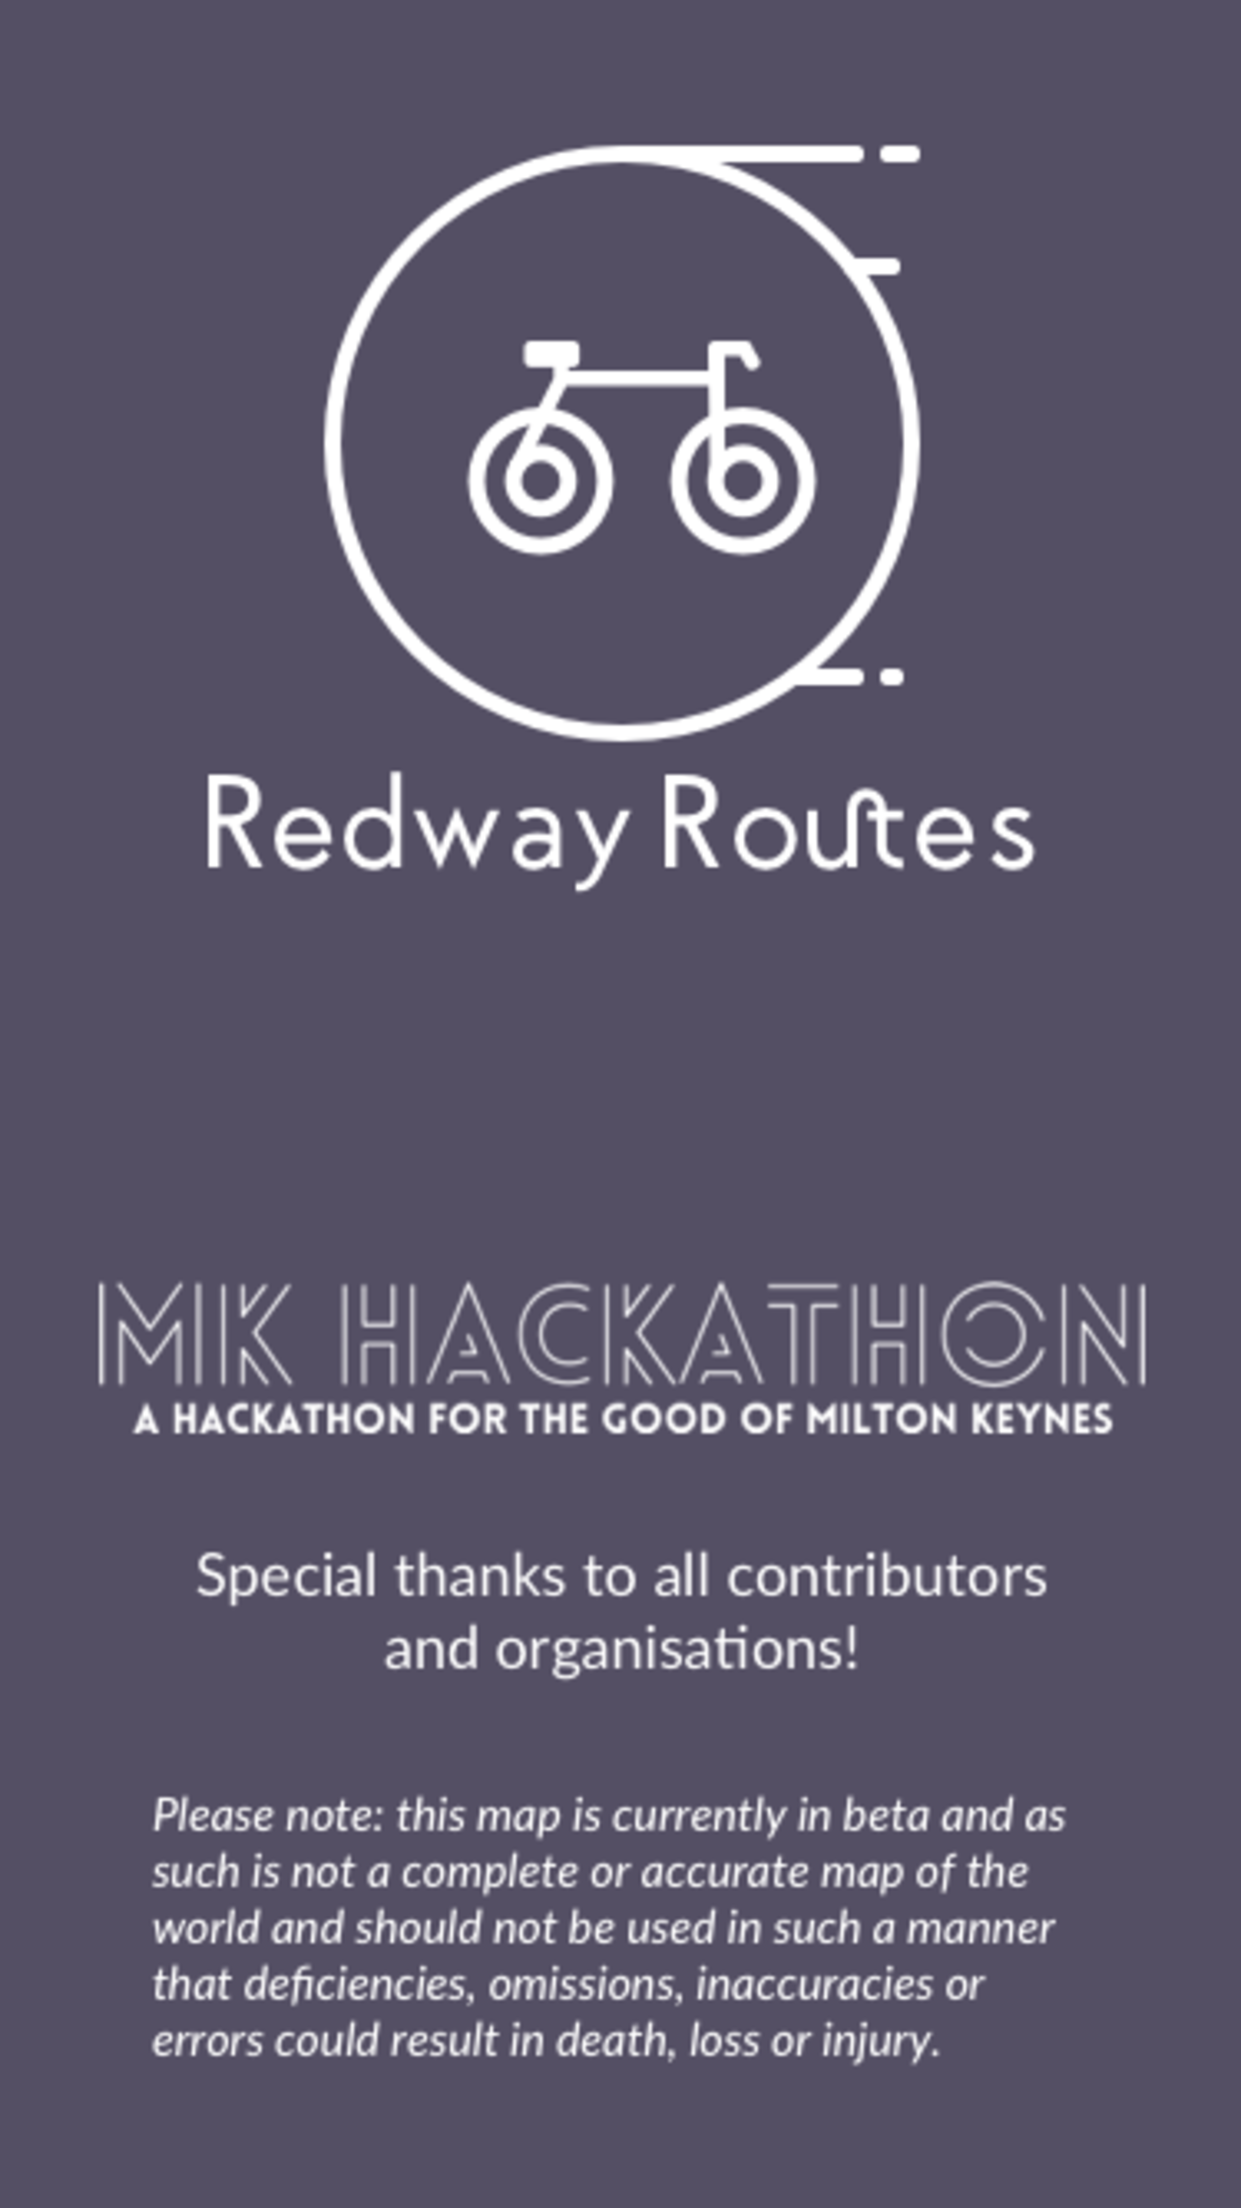 Redway Routes
MK HACKATHON
A HACKATHON FOR THE GOOD OF MILTON KEYNES
Special thanks to all contributors
and organisations!
Please note: this map is currently in beta and as
such is not a complete or accurate map of the
world and should not be used in such a manner
that deficiencies, omissions, inaccuracies or
errors could result in death, loss or injury.